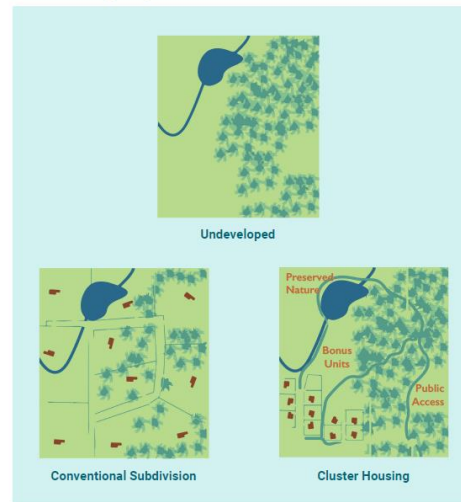 Undeveloped
Preserved
Nature
Bonus
Units
Public
Access
Conventional Subdivision
Cluster Housing